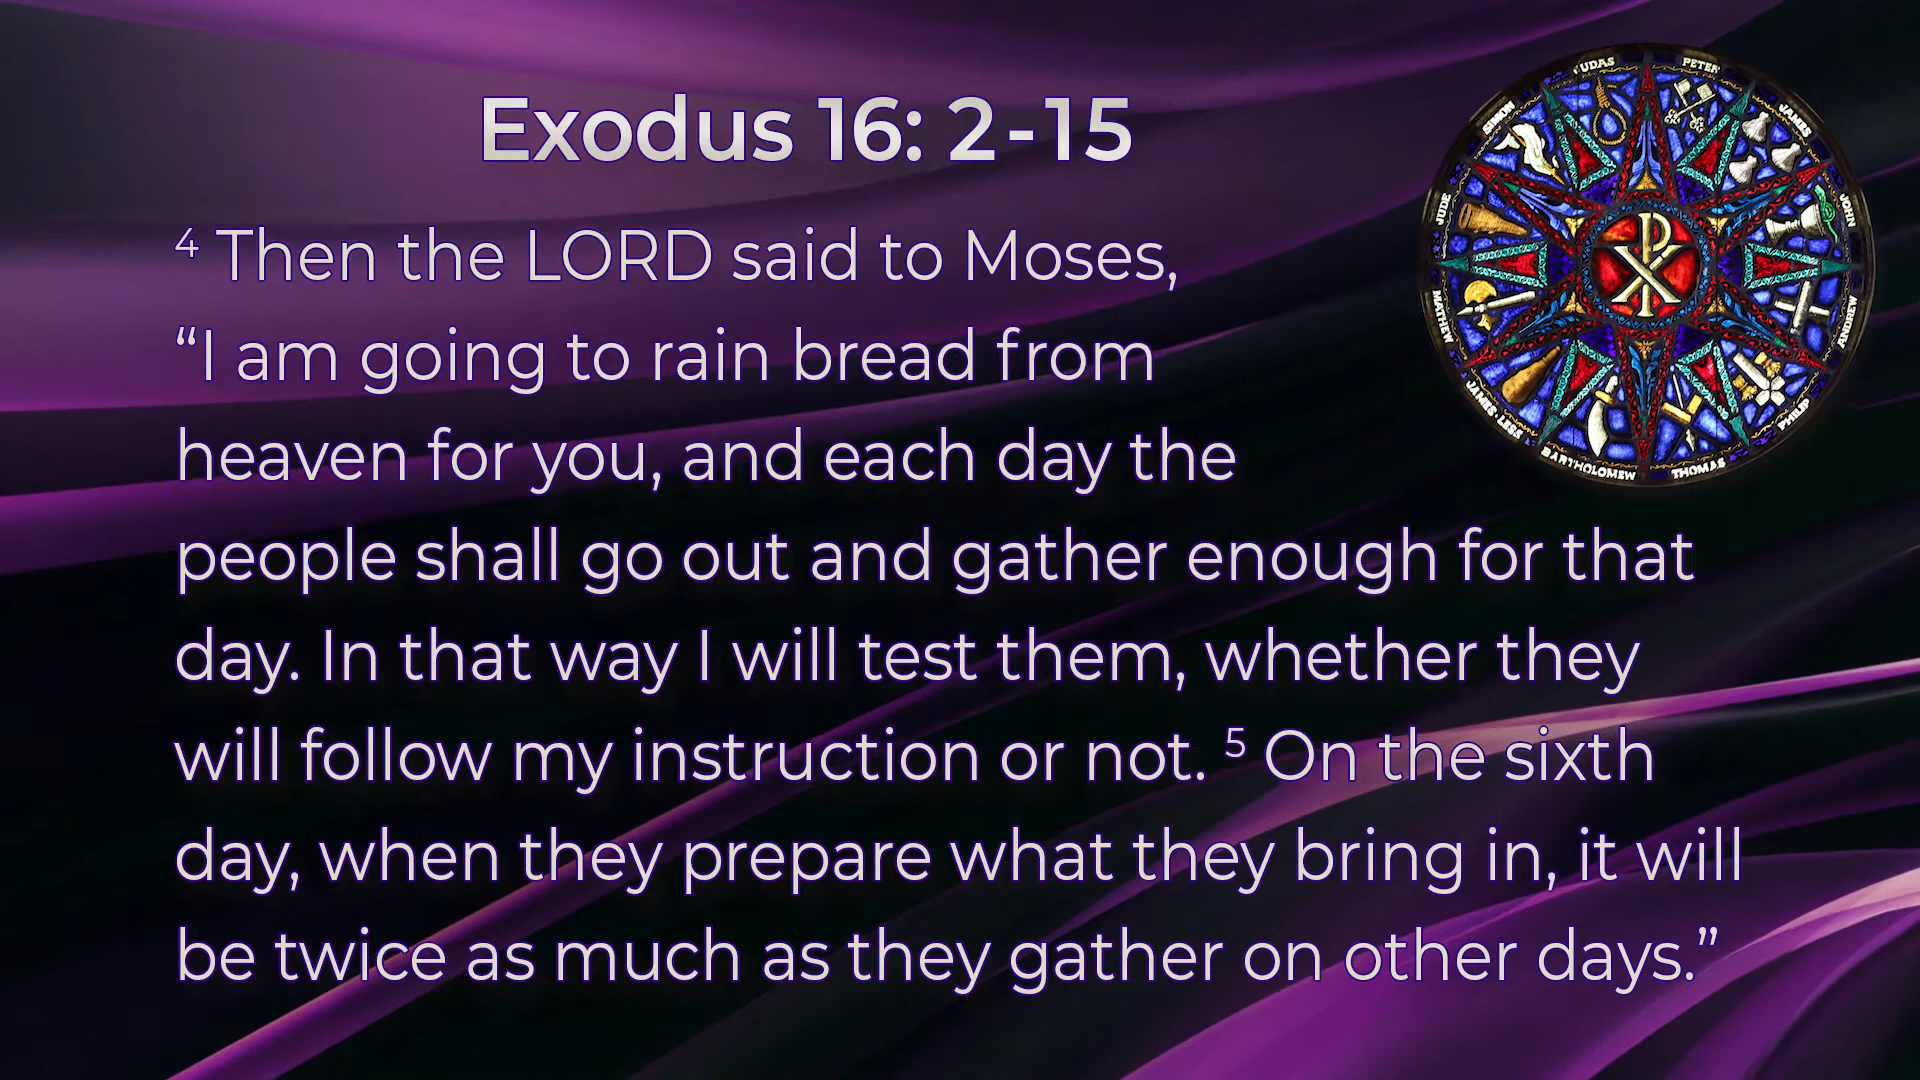 Exodus 16: 2-15
⁴ Then the LORD said to Moses,
“I am going to rain bread from
heaven for you, and each day the
people shall go out and gather enough for that
day. In that way I will test them, whether they
will follow my instruction or not. ⁵ On the sixth
day, when they prepare what they bring in, it will
be twice as much as they gather on other days.”
JUDAS
PETER
JAMES
JOHN
ANDREW
PHILIP
THOMAS
BARTHOLOMEW
JAMES·LESS
MATHEW
JUDE
SIMON